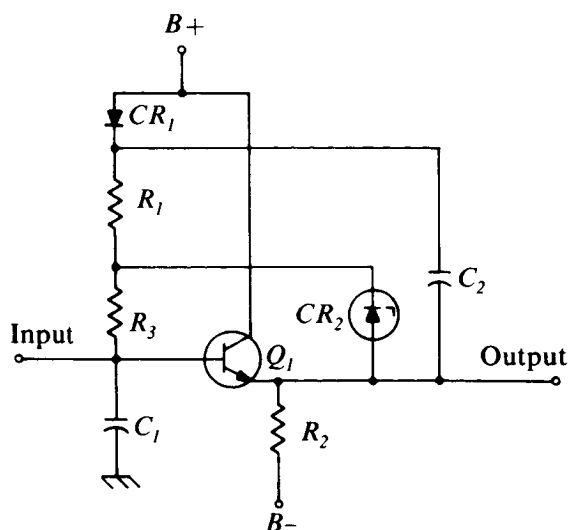 B+
CR₁
R₁
C₂
R₃
CR₂
Input
Q₁
Output
C₁
R₂
B−